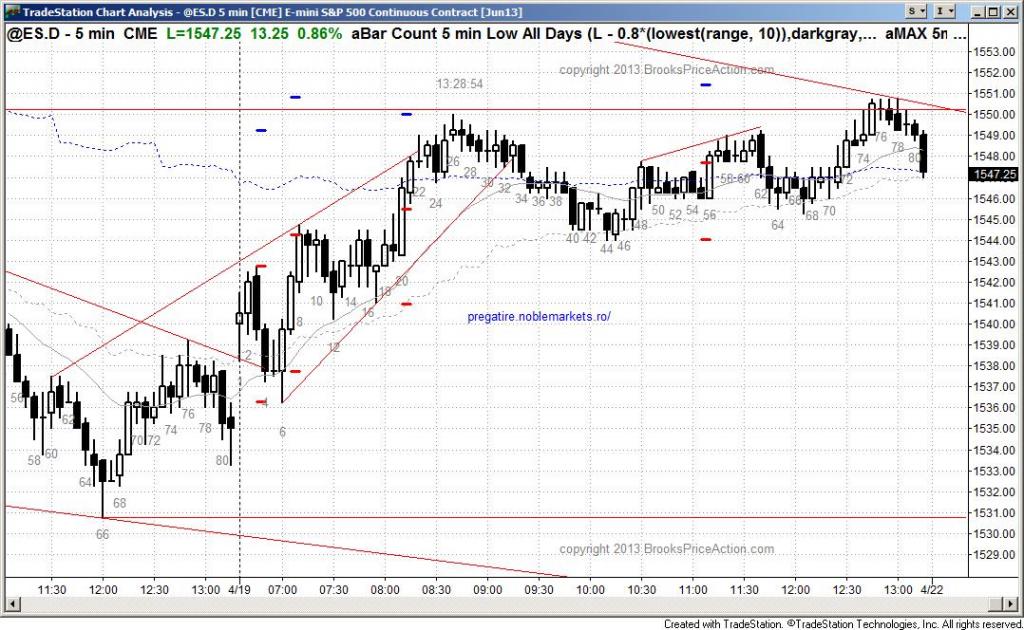 TradeStation Chart Analysis - @ES.D 5 min [CME] E-mini S&P 500 Continuous Contract [Jun13]
S I
@ES.D - 5 min CME L=1547.25 13.25 0.86% aBar Count 5 min Low All Days (L - 0.8*(lowest(range, 10)),darkgray,... aMAX 5m ...
1553.00
copyright 2013 BrooksPriceAction.com
1552.00
13:28:54
1551.00
1550.00
1549.00
1548.00
1547.25
1546.00
1545.00
1544.00
1543.00
1542.00
1541.00
1540.00
1539.00
1538.00
1537.00
1536.00
1535.00
1534.00
1533.00
1532.00
1531.00
1530.00
1529.00
56 58 60 62 64 66 68 70 72 74 76 78 80
2 4 6 8 10 12 14 16 18 20 22 24 26 28 30 32 34 36 38 40 42 44 46 48 50 52 54 56 58 60 62 64 66 68 70 72 74 76 78 80
pregatire.noblemarkets.ro/
copyright 2013 BrooksPriceAction.com
11:30 12:00 12:30 13:00 4/19 07:00 07:30 08:00 08:30 09:00 09:30 10:00 10:30 11:00 11:30 12:00 12:30 13:00 4/22
Created with TradeStation. ©TradeStation Technologies, Inc. All rights reserved.